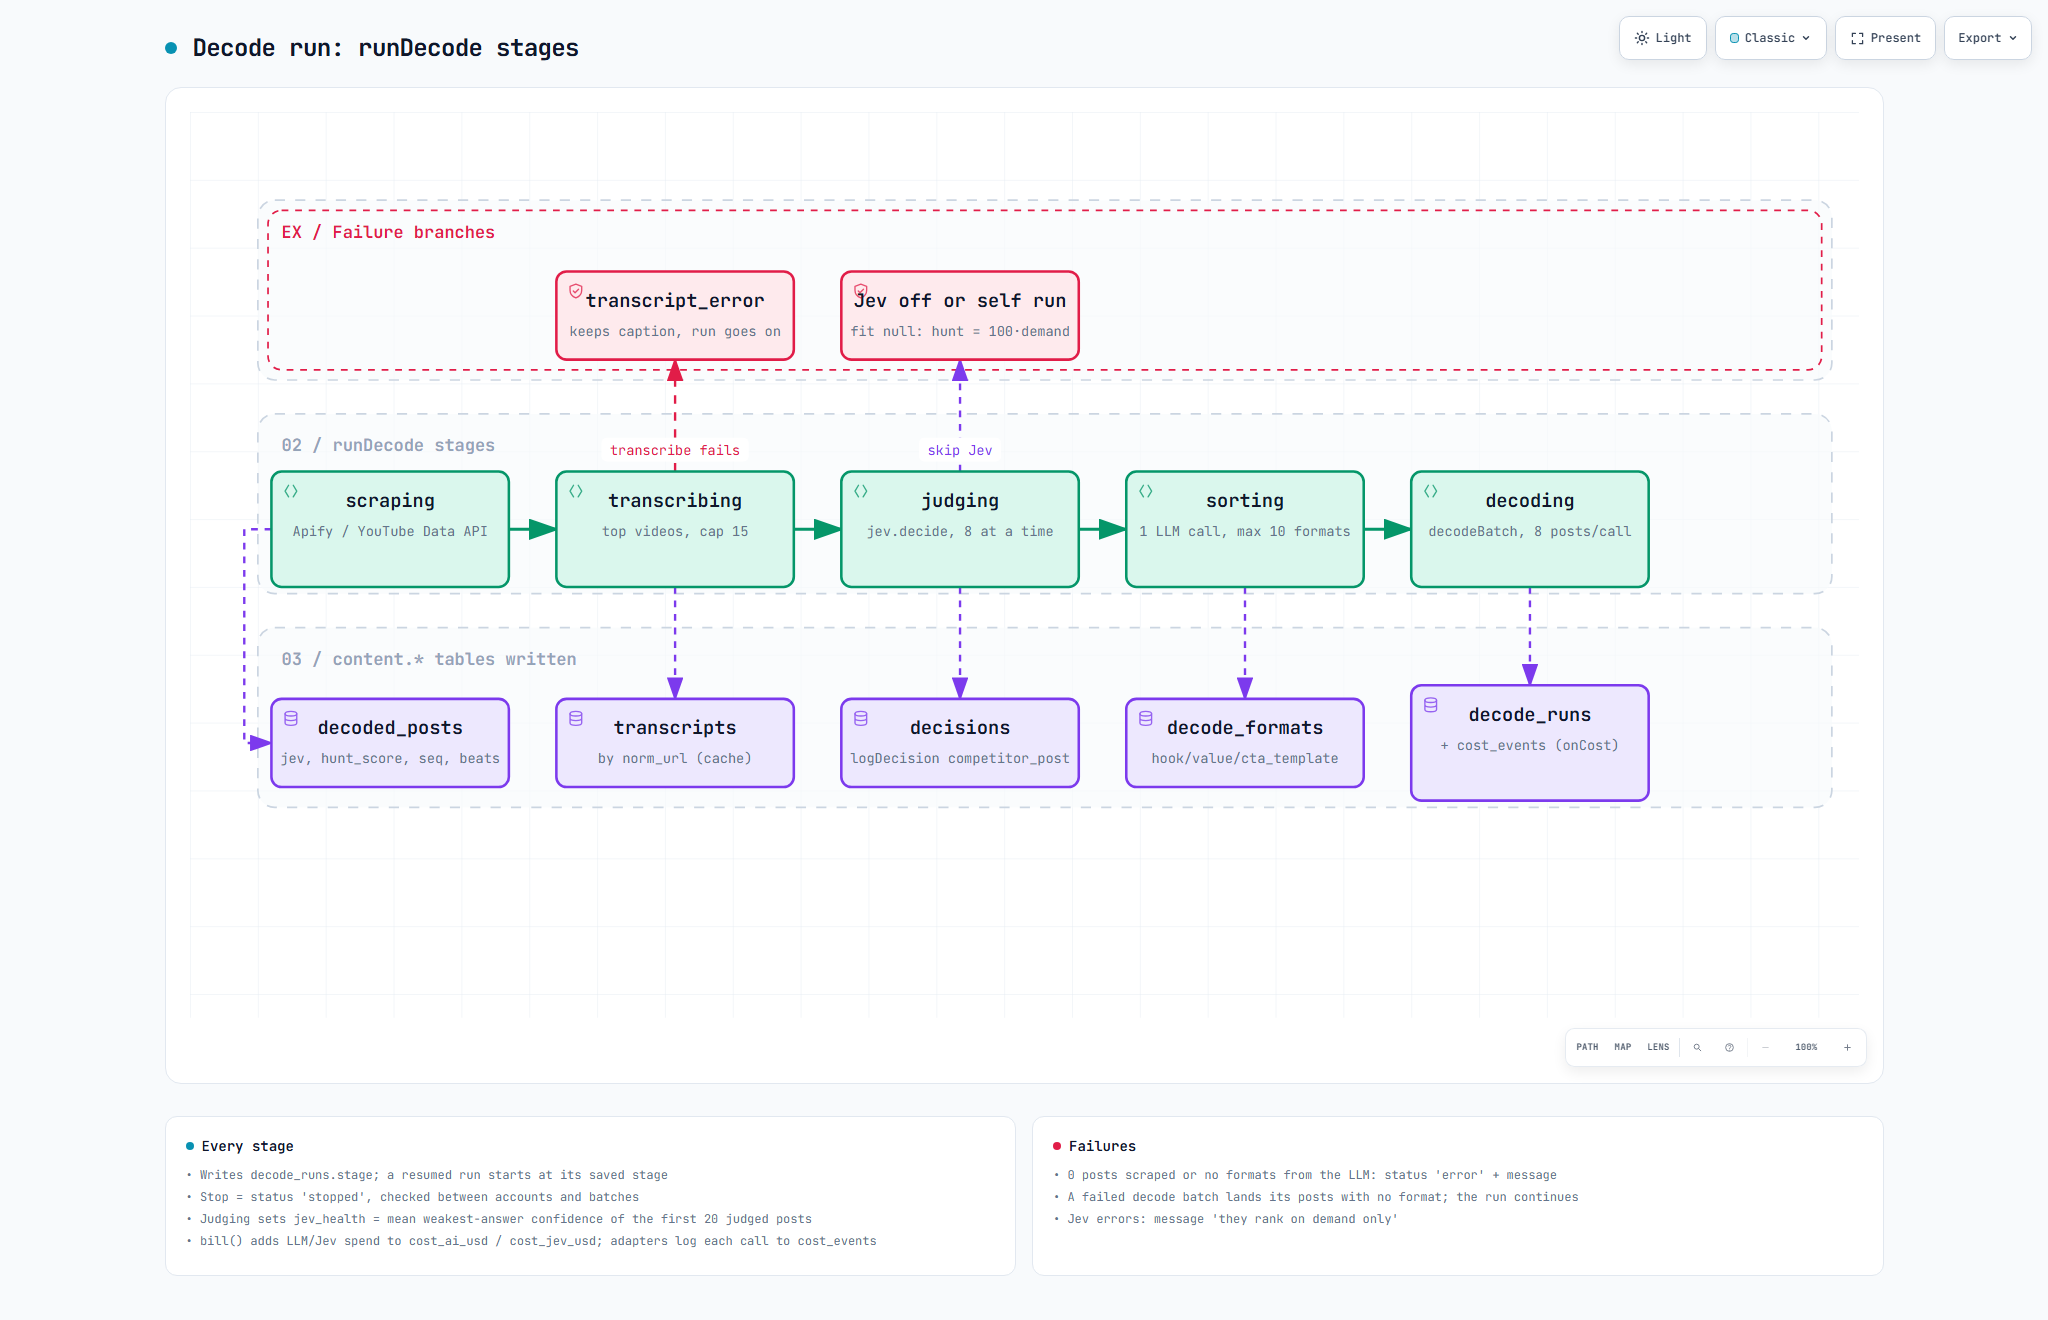 Decode run: runDecode stages
Light
Classic
Present
Export
EX / Failure branches
transcript_error
keeps caption, run goes on
Jev off or self run
fit null: hunt = 100·demand
transcribe fails
skip Jev
02 / runDecode stages
scraping
Apify / YouTube Data API
transcribing
top videos, cap 15
judging
jev.decide, 8 at a time
sorting
1 LLM call, max 10 formats
decoding
decodeBatch, 8 posts/call
03 / content.* tables written
decoded_posts
jev, hunt_score, seq, beats
transcripts
by norm_url (cache)
decisions
logDecision competitor_post
decode_formats
hook/value/cta_template
decode_runs
+ cost_events (onCost)
PATH
MAP
LENS
100%
Every stage
• Writes decode_runs.stage; a resumed run starts at its saved stage
• Stop = status 'stopped', checked between accounts and batches
• Judging sets jev_health = mean weakest-answer confidence of the first 20 judged posts
• bill() adds LLM/Jev spend to cost_ai_usd / cost_jev_usd; adapters log each call to cost_events
Failures
• 0 posts scraped or no formats from the LLM: status 'error' + message
• A failed decode batch lands its posts with no format; the run continues
• Jev errors: message 'they rank on demand only'